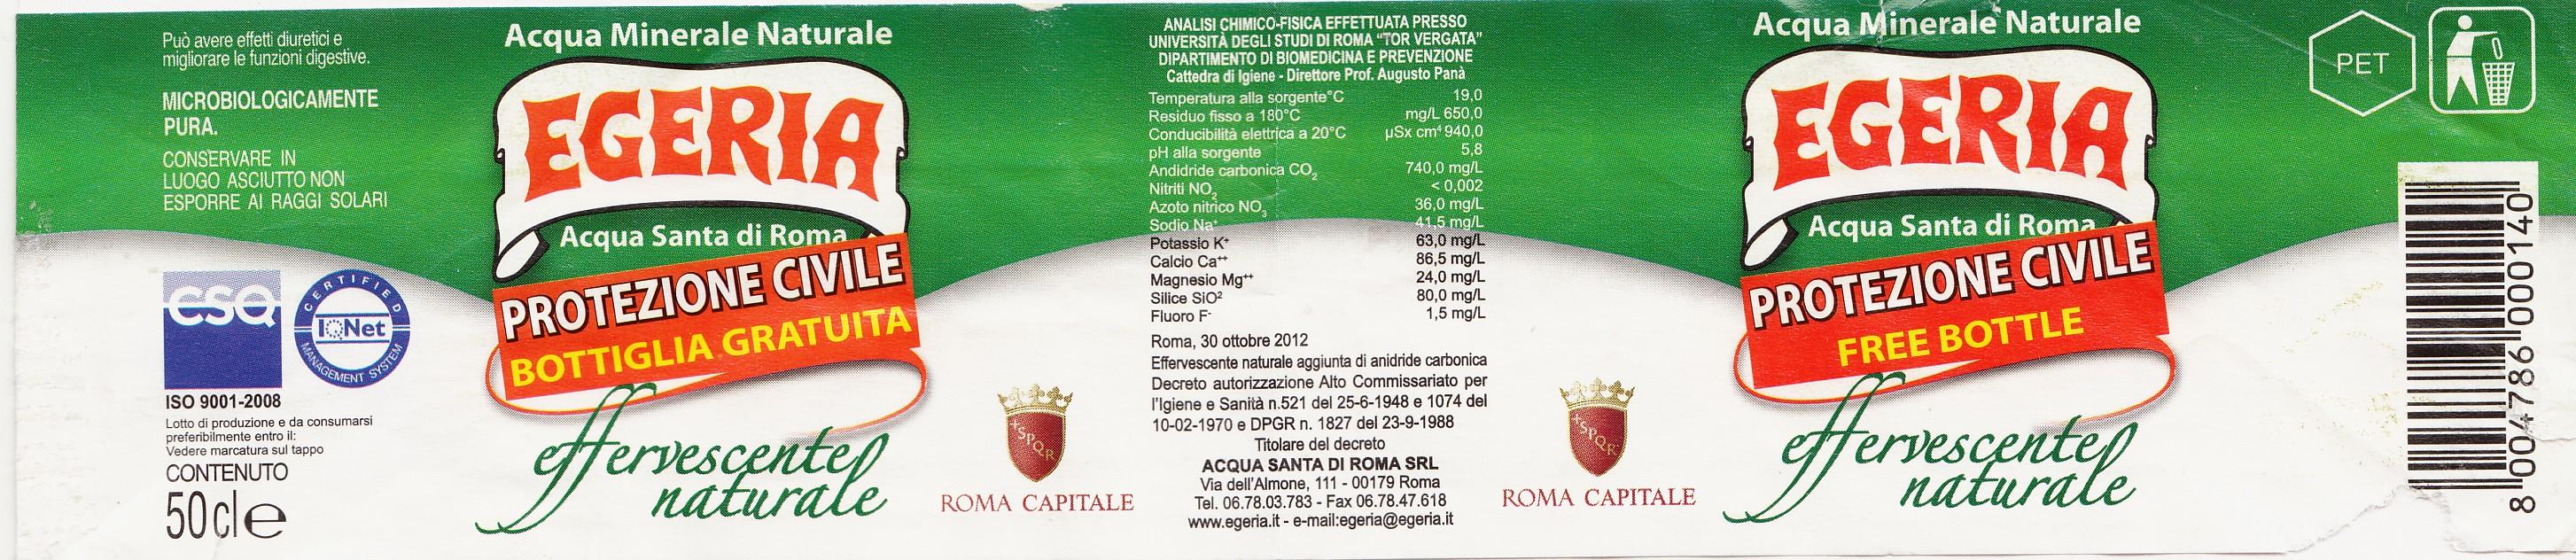 Può avere effetti diuretici e
migliorare le funzioni digestive.
MICROBIOLOGICAMENTE
PURA.
CONSERVARE IN
LUOGO ASCIUTTO NON
ESPORRE AI RAGGI SOLARI
CSQ
CERTIFIED
IQNet
MANAGEMENT SYSTEM
ISO 9001-2008
Lotto di produzione e da consumarsi
preferibilmente entro il:
Vedere marcatura sul tappo
CONTENUTO
50cl e
Acqua Minerale Naturale
EGERIA
Acqua Santa di Roma
PROTEZIONE CIVILE
BOTTIGLIA GRATUITA
effervescente
naturale
SPQR
ROMA CAPITALE
ANALISI CHIMICO-FISICA EFFETTUATA PRESSO
UNIVERSITÀ DEGLI STUDI DI ROMA "TOR VERGATA"
DIPARTIMENTO DI BIOMEDICINA E PREVENZIONE
Cattedra di Igiene - Direttore Prof. Augusto Panà
Temperatura alla sorgente°C 19,0
Residuo fisso a 180°C mg/L 650,0
Conducibilità elettrica a 20°C µSx cm⁴ 940,0
pH alla sorgente 5,8
Andidride carbonica CO₂ 740,0 mg/L
Nitriti NO₂ < 0,002
Azoto nitrico NO₃ 36,0 mg/L
Sodio Na⁺ 41,5 mg/L
Potassio K⁺ 63,0 mg/L
Calcio Ca⁺⁺ 86,5 mg/L
Magnesio Mg⁺⁺ 24,0 mg/L
Silice SiO² 80,0 mg/L
Fluoro F⁻ 1,5 mg/L
Roma, 30 ottobre 2012
Effervescente naturale aggiunta di anidride carbonica
Decreto autorizzazione Alto Commissariato per
l'Igiene e Sanità n.521 del 25-6-1948 e 1074 del
10-02-1970 e DPGR n. 1827 del 23-9-1988
Titolare del decreto
ACQUA SANTA DI ROMA SRL
Via dell'Almone, 111 - 00179 Roma
Tel. 06.78.03.783 - Fax 06.78.47.618
www.egeria.it - e-mail:egeria@egeria.it
SPQR
ROMA CAPITALE
Acqua Minerale Naturale
EGERIA
Acqua Santa di Roma
PROTEZIONE CIVILE
FREE BOTTLE
effervescente
naturale
PET
8 004786 000140